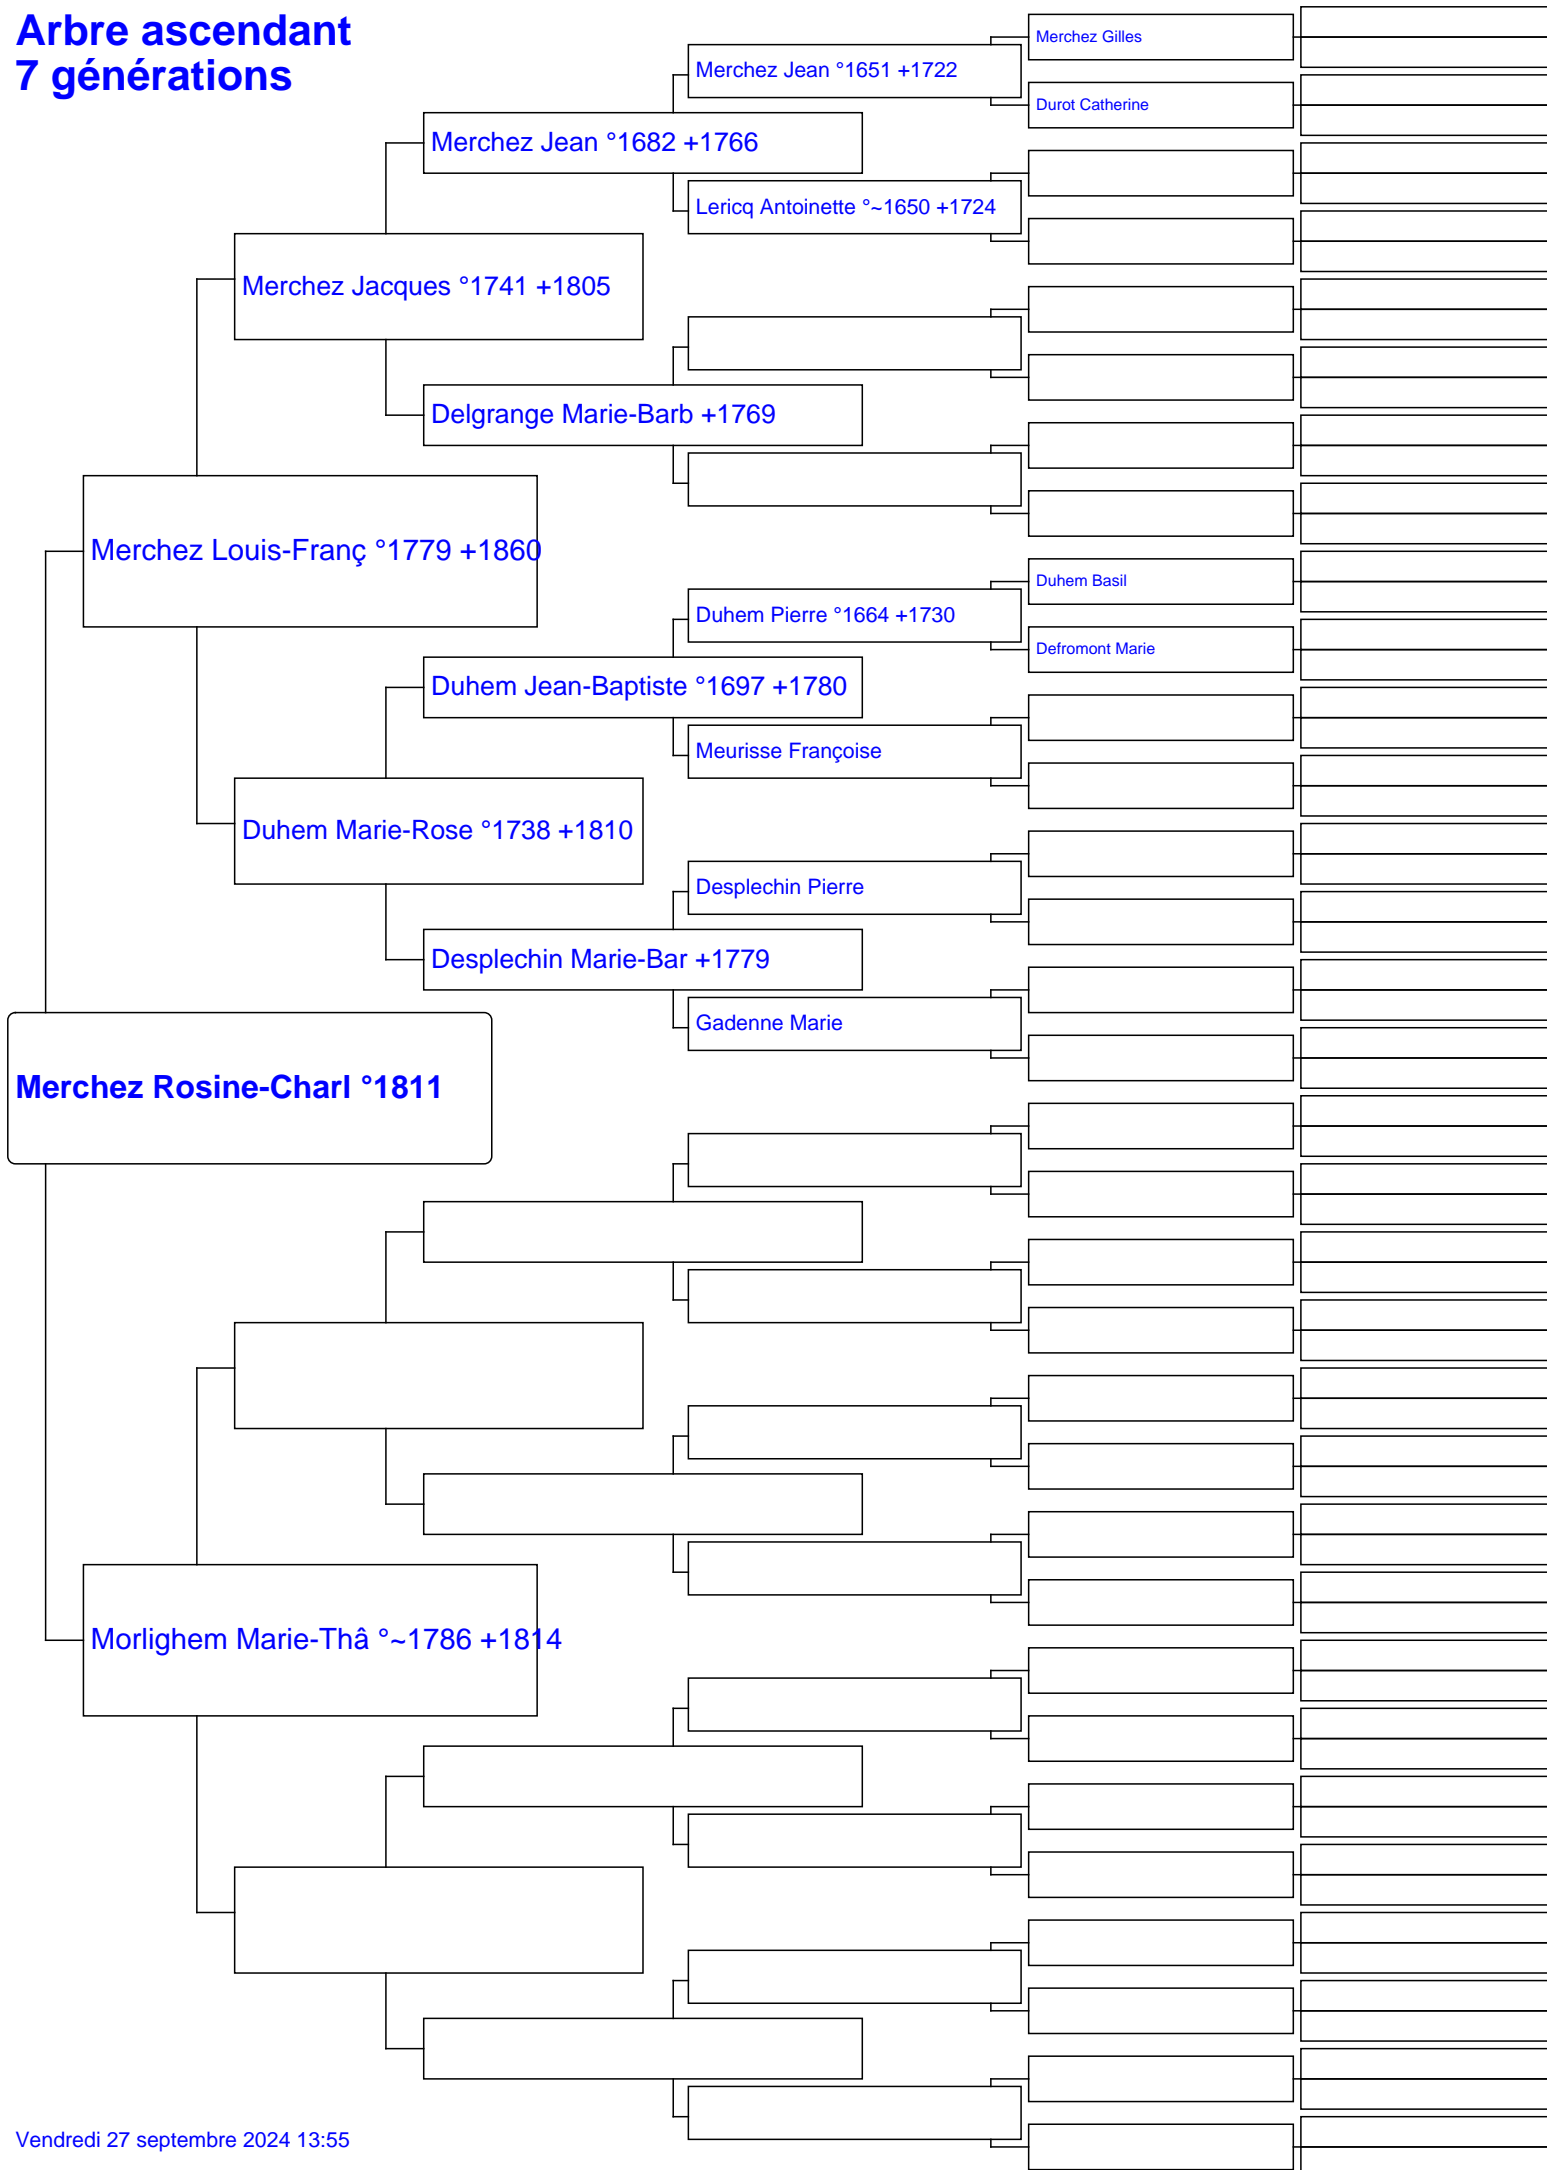 Arbre ascendant
7 générations
Merchez Gilles
Merchez Jean °1651 +1722
Durot Catherine
Merchez Jean °1682 +1766
Lericq Antoinette °~1650 +1724
Merchez Jacques °1741 +1805
Delgrange Marie-Barb +1769
Merchez Louis-Franç °1779 +1860
Duhem Basil
Duhem Pierre °1664 +1730
Defromont Marie
Duhem Jean-Baptiste °1697 +1780
Meurisse Françoise
Duhem Marie-Rose °1738 +1810
Desplechin Pierre
Desplechin Marie-Bar +1779
Gadenne Marie
Merchez Rosine-Charl °1811
Morlighem Marie-Thâ °~1786 +1814
Vendredi 27 septembre 2024 13:55